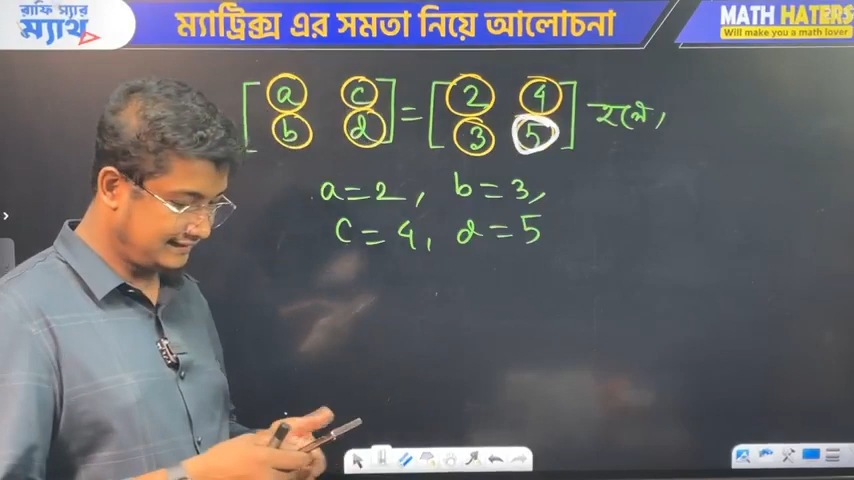 রাফি স্যার
ম্যাথ
ম্যাট্রিক্স এর সমতা নিয়ে আলোচনা
MATH HATERS
Will make you a math lover
[a c] = [2 4] হলে,
[b d] [3 5]
a = 2, b = 3,
c = 4, d = 5